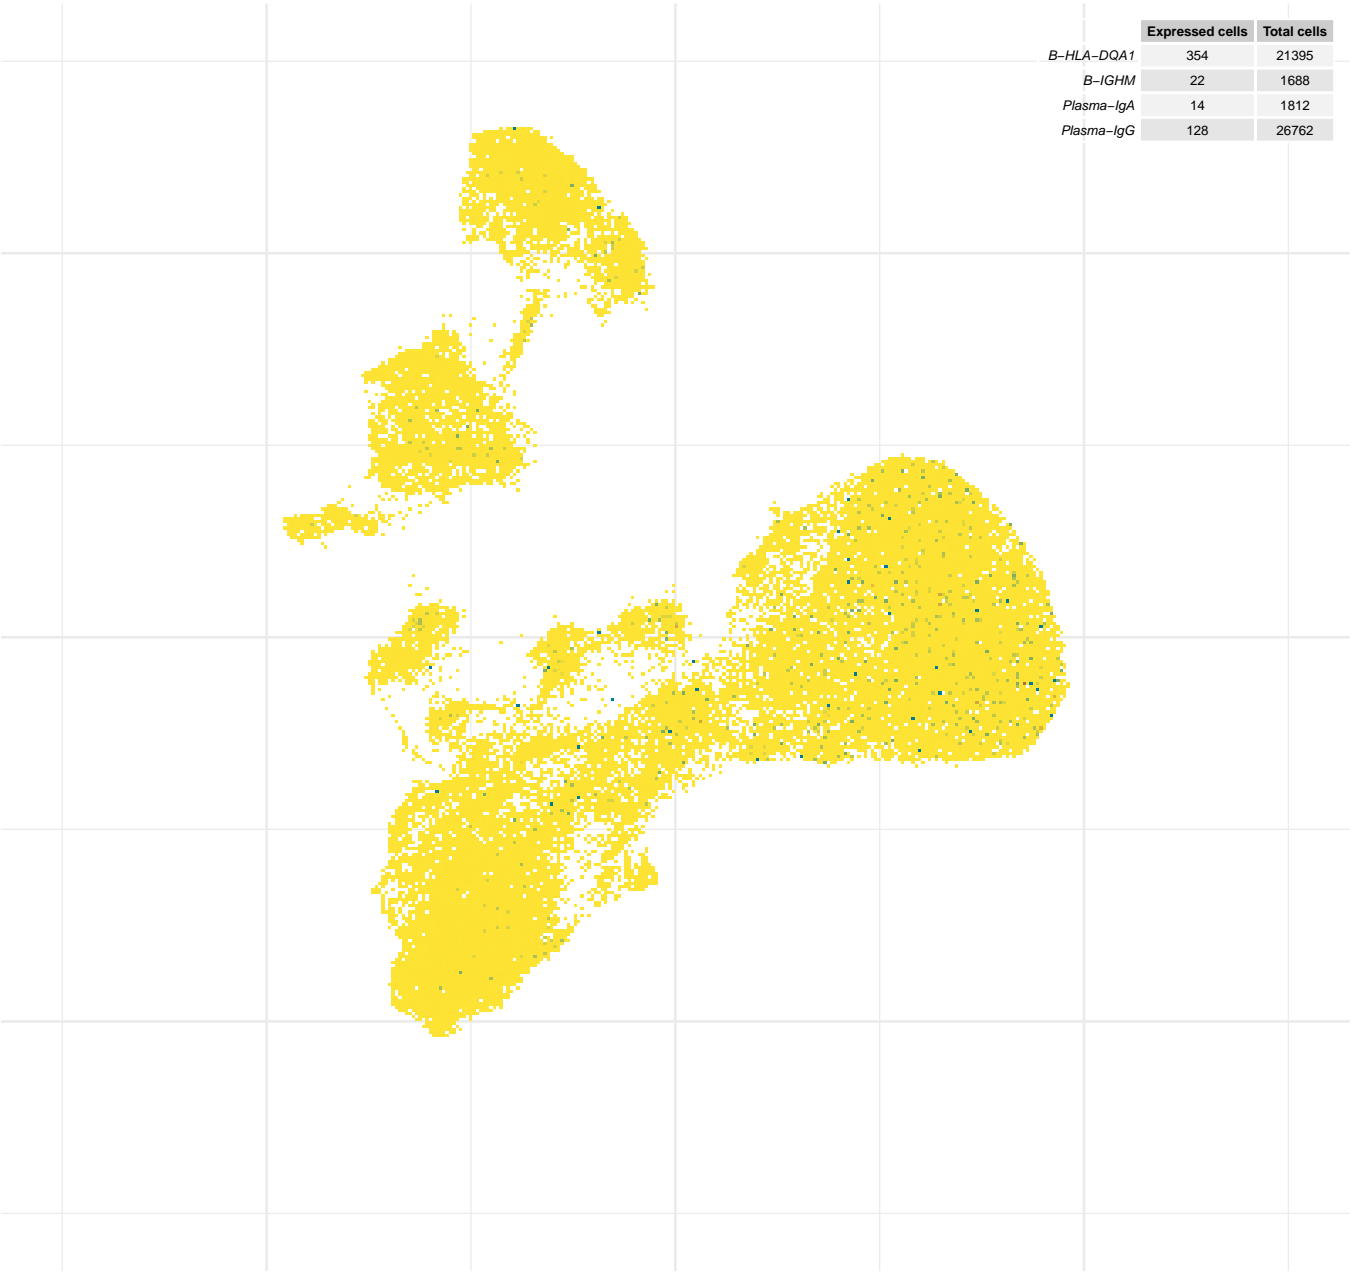 Expressed cells Total cells
B−HLA−DQA1 354 21395
B−IGHM 22 1688
Plasma−IgA 14 1812
Plasma−IgG 128 26762